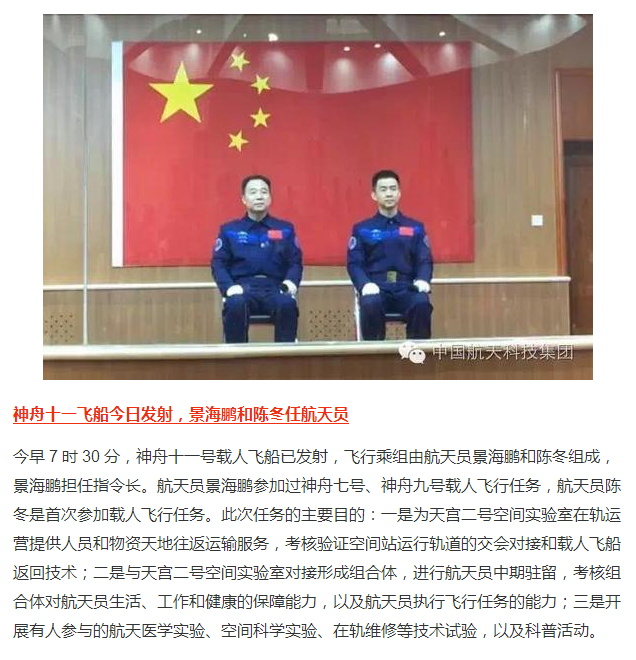 中国航天科技集团
神舟十一飞船今日发射，景海鹏和陈冬任航天员
今早 7 时 30 分，神舟十一号载人飞船已发射，飞行乘组由航天员景海鹏和陈冬组成，
景海鹏担任指令长。航天员景海鹏参加过神舟七号、神舟九号载人飞行任务，航天员陈
冬是首次参加载人飞行任务。此次任务的主要目的：一是为天宫二号空间实验室在轨运
营提供人员和物资天地往返运输服务，考核验证空间站运行轨道的交会对接和载人飞船
返回技术；二是与天宫二号空间实验室对接形成组合体，进行航天员中期驻留，考核组
合体对航天员生活、工作和健康的保障能力，以及航天员执行飞行任务的能力；三是开
展有人参与的航天医学实验、空间科学实验、在轨维修等技术试验，以及科普活动。